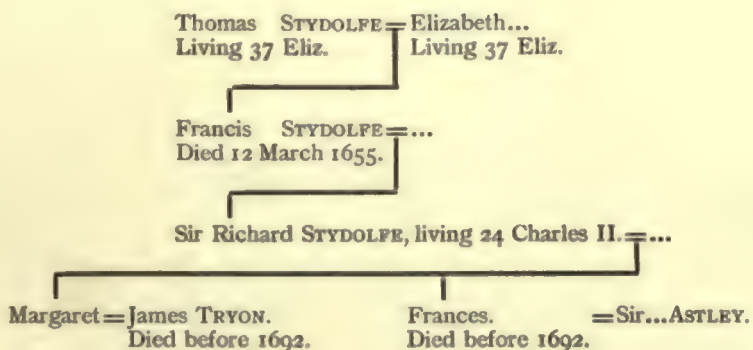 Thomas STYDOLFE = Elizabeth...
Living 37 Eliz. Living 37 Eliz.
Francis STYDOLFE = ...
Died 12 March 1655.
Sir Richard STYDOLFE, living 24 Charles II. = ...
Margaret = James TRYON. Frances. = Sir...ASTLEY.
Died before 1692. Died before 1692.